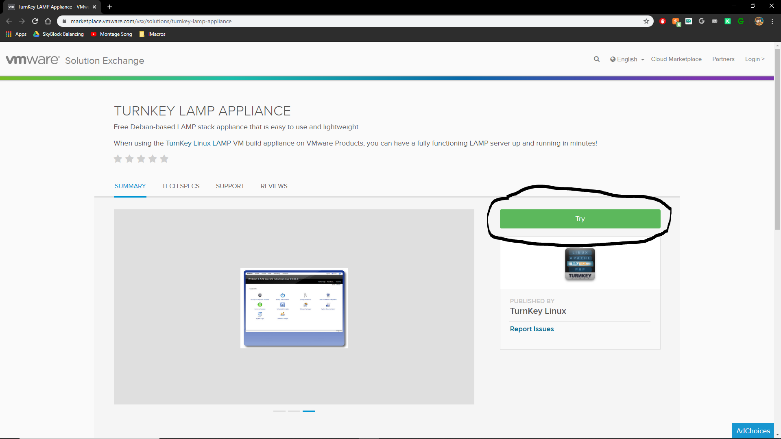 TurnKey LAMP Appliance - VMwa
marketplace.vmware.com/vsx/solutions/turnkey-lamp-appliance
Apps SkyBlock Balancing Montage Song Macros
vmware Solution Exchange
English Cloud Marketplace Partners Login
TURNKEY LAMP APPLIANCE
Free Debian-based LAMP stack appliance that is easy to use and lightweight
When using the TurnKey Linux LAMP VM build appliance on VMware Products, you can have a fully functioning LAMP server up and running in minutes!
SUMMARY TECH SPECS SUPPORT REVIEWS
Try
TURNKEY
PUBLISHED BY
TurnKey Linux
Report Issues
AdChoices